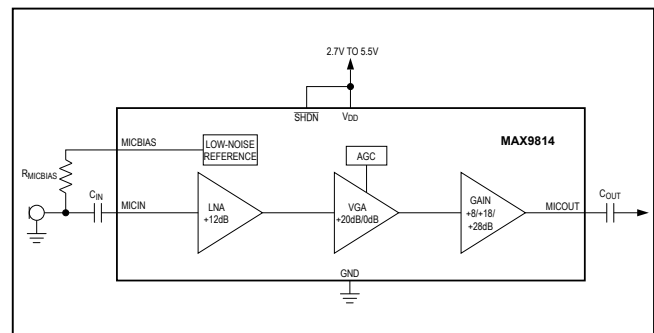 2.7V TO 5.5V
SHDN
VDD
MAX9814
MICBIAS
LOW-NOISE
REFERENCE
AGC
RMICBIAS
CIN
MICIN
LNA
+12dB
VGA
+20dB/0dB
GAIN
+8/+18/
+28dB
MICOUT
COUT
GND